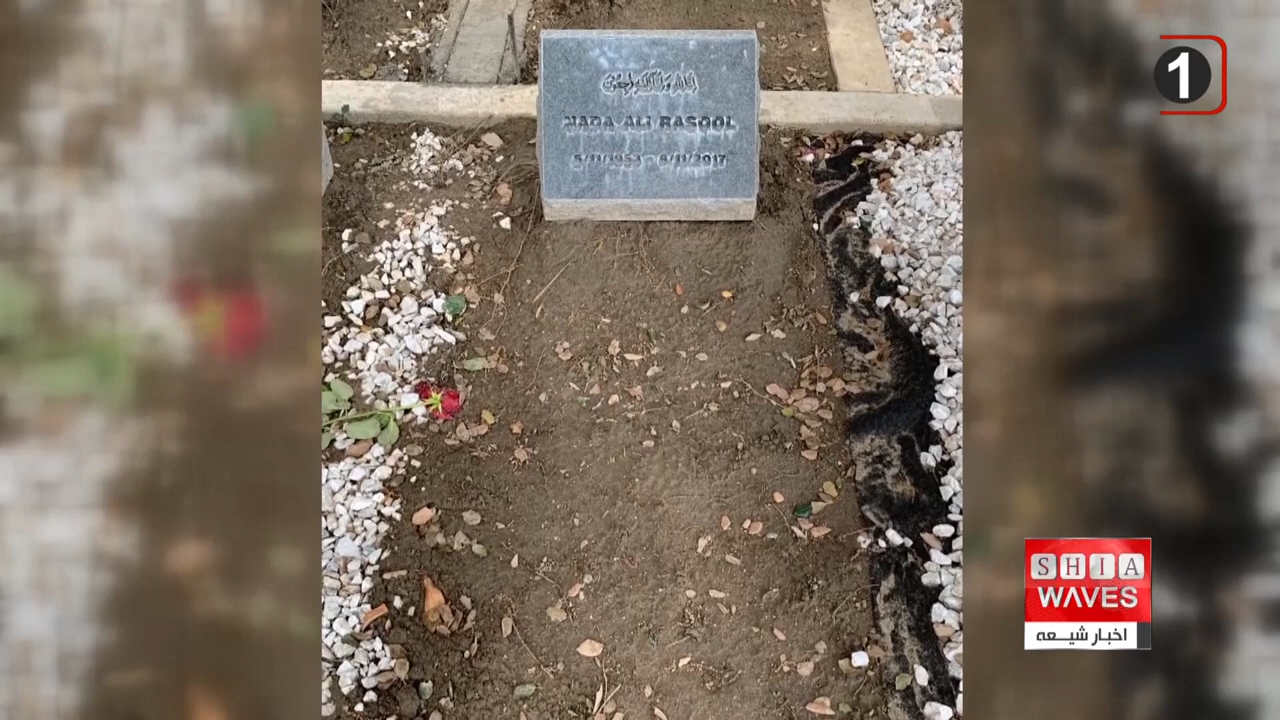 NADA ALI RASOOL
5/11/1953 - 8/11/2017
1
SHIA
WAVES
اخبار شیعه